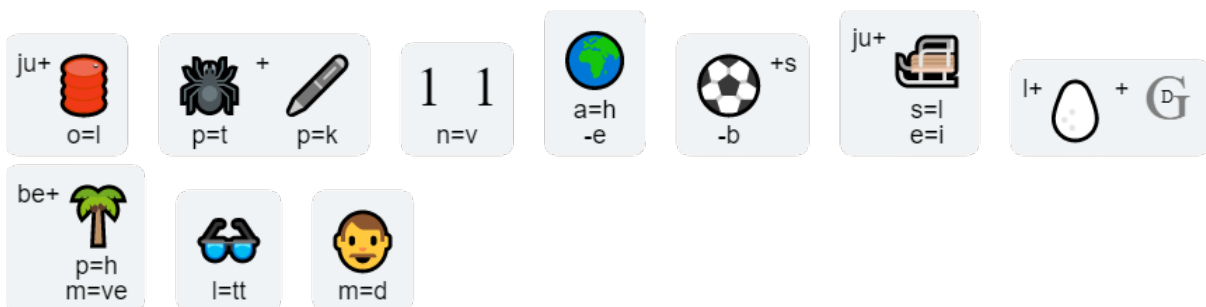 ju+ o=l
+ p=t p=k
1 1 n=v
a=h -e
+s -b
ju+ s=l e=i
l+ + G D
be+ p=h m=ve
l=tt
m=d